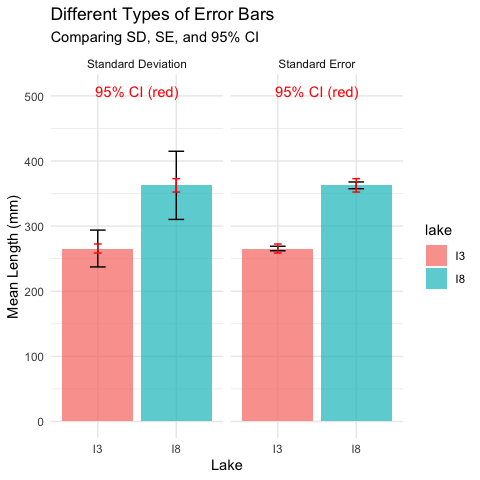 Different Types of Error Bars
Comparing SD, SE, and 95% CI
Standard Deviation
Standard Error
95% CI (red)
95% CI (red)
500
400
300
200
100
0
Mean Length (mm)
I3
I8
I3
I8
Lake
lake
I3
I8